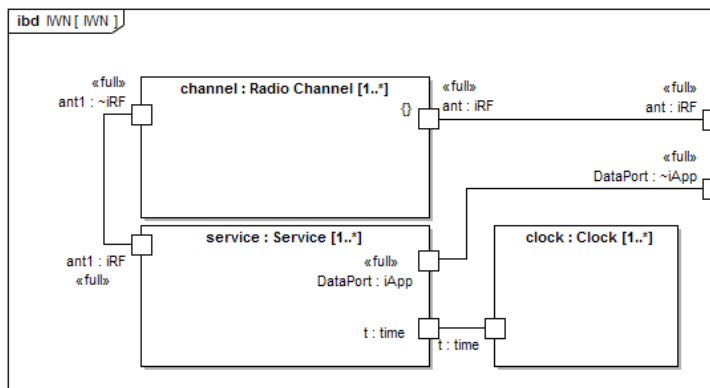 ibd IWN [ IWN ]
«full»
ant1 : ~iRF
channel : Radio Channel [1..*]
{}
«full»
ant : iRF
«full»
ant : iRF
«full»
DataPort : ~iApp
ant1 : iRF
«full»
service : Service [1..*]
«full»
DataPort : iApp
t : time
clock : Clock [1..*]
t : time